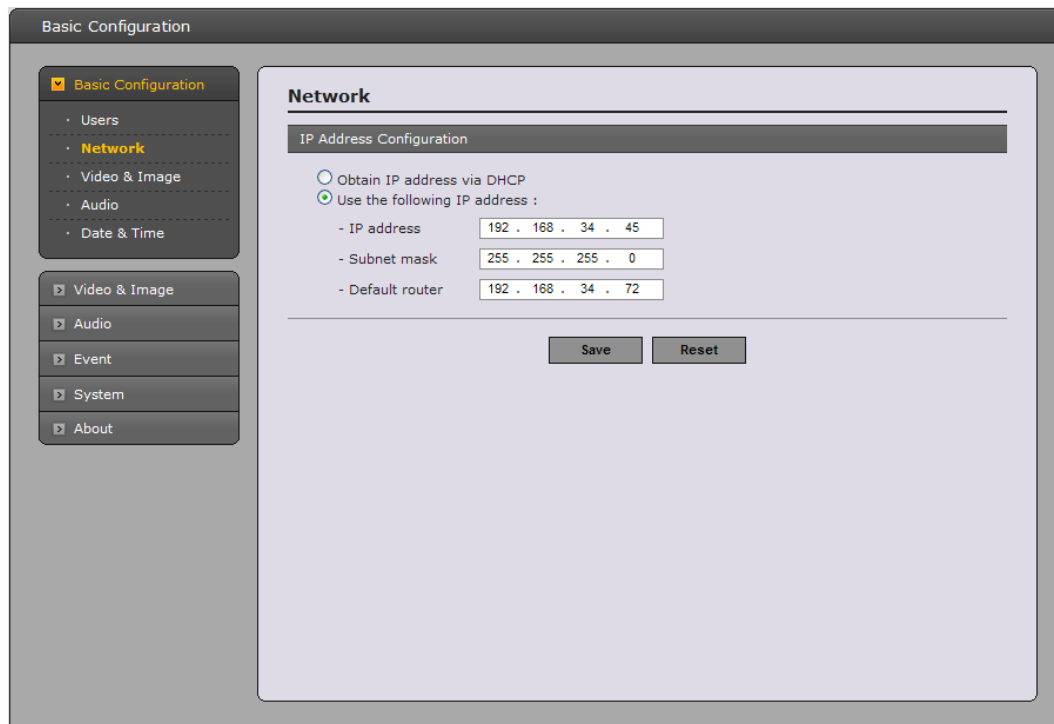 Basic Configuration
Basic Configuration
· Users
· Network
· Video & Image
· Audio
· Date & Time
Video & Image
Audio
Event
System
About
Network
IP Address Configuration
Obtain IP address via DHCP
Use the following IP address :
- IP address 192 . 168 . 34 . 45
- Subnet mask 255 . 255 . 255 . 0
- Default router 192 . 168 . 34 . 72
Save Reset